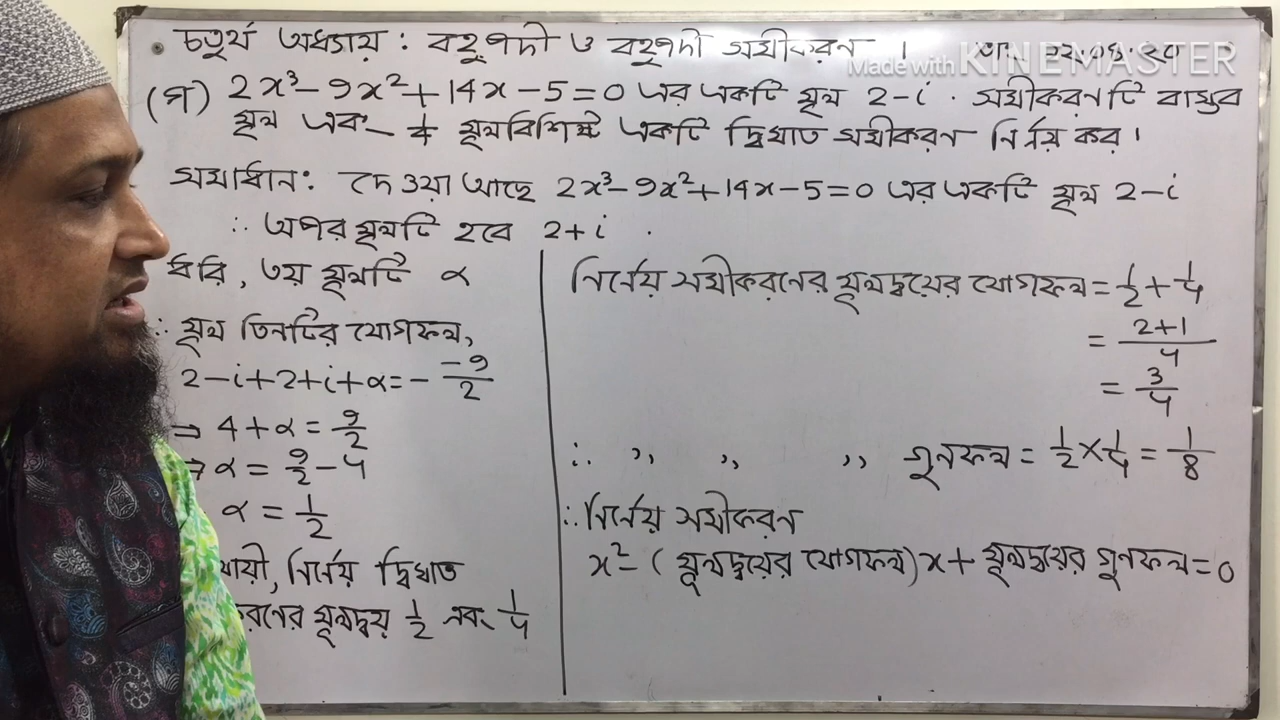 চতুর্থ অধ্যায় : বহুপদী ও বহুপদী সমীকরণ ।
Made with KINEMASTER
(গ) 2x³-9x²+14x-5=0 এর একটি মূল 2-i . সমীকরণটি বাস্তব
মূল এবং 1/4 মূলবিশিষ্ট একটি দ্বিঘাত সমীকরণ নির্ণয় কর।
সমাধান: দেওয়া আছে 2x³-9x²+14x-5=0 এর একটি মূল 2-i
∴ অপর মূলটি হবে 2+i .
ধরি, ৩য় মূলটি α
∴ মূল তিনটির যোগফল,
2-i+2+i+α=- -9/2
⇒ 4+α = 9/2
⇒ α = 9/2 - 4
α = 1/2
যায়ী, নির্ণেয় দ্বিঘাত
করণের মূলদ্বয় 1/2 এবং 1/4
নির্ণেয় সমীকরণের মূলদ্বয়ের যোগফল = 1/2 + 1/4
= 2+1/4
= 3/4
∴ ,, ,, ,, গুনফল = 1/2 × 1/4 = 1/8
∴ নির্ণেয় সমীকরণ
x² - (মূলদ্বয়ের যোগফল)x + মূলদ্বয়ের গুনফল = 0